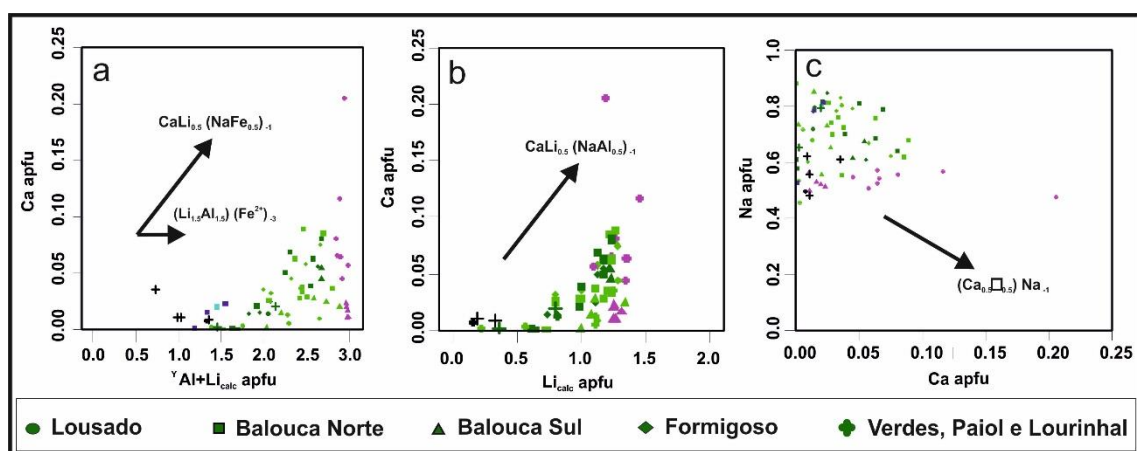 a
Ca apfu
0.25
0.20
0.15
0.10
0.05
0.00
CaLi0.5 (NaFe0.5)-1
(Li1.5Al1.5) (Fe2+)-3
0.0 0.5 1.0 1.5 2.0 2.5 3.0
YAl+Licalc apfu
b
Ca apfu
0.25
0.20
0.15
0.10
0.05
0.00
CaLi0.5 (NaAl0.5)-1
0.0 0.5 1.0 1.5 2.0
Licalc apfu
c
Na apfu
1.0
0.8
0.6
0.4
0.2
0.0
(Ca0.5□0.5) Na-1
0.00 0.05 0.10 0.15 0.20 0.25
Ca apfu
Lousado Balouca Norte Balouca Sul Formigoso Verdes, Paiol e Lourinhal